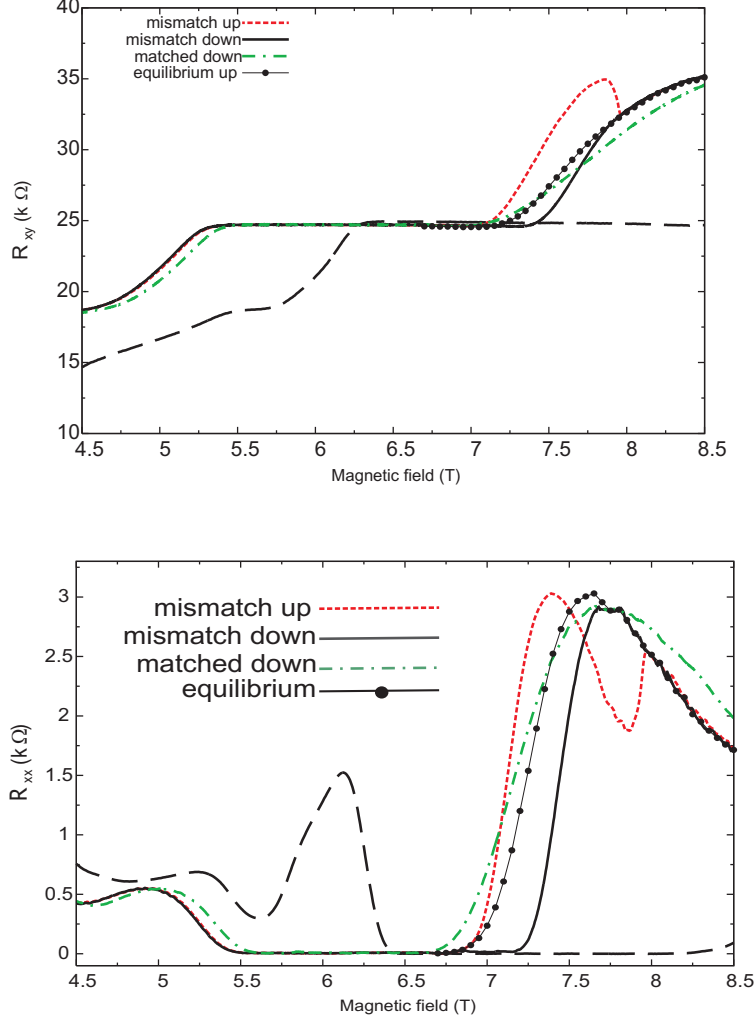 40
35
30
25
20
15
10
R xy (k Ω)
mismatch up
mismatch down
matched down
equilibrium up
4.5 5 5.5 6 6.5 7 7.5 8 8.5
Magnetic field (T)
3
2.5
2
1.5
1
0.5
0
R xx (k Ω)
mismatch up
mismatch down
matched down
equilibrium
4.5 5 5.5 6 6.5 7 7.5 8 8.5
Magnetic field (T)